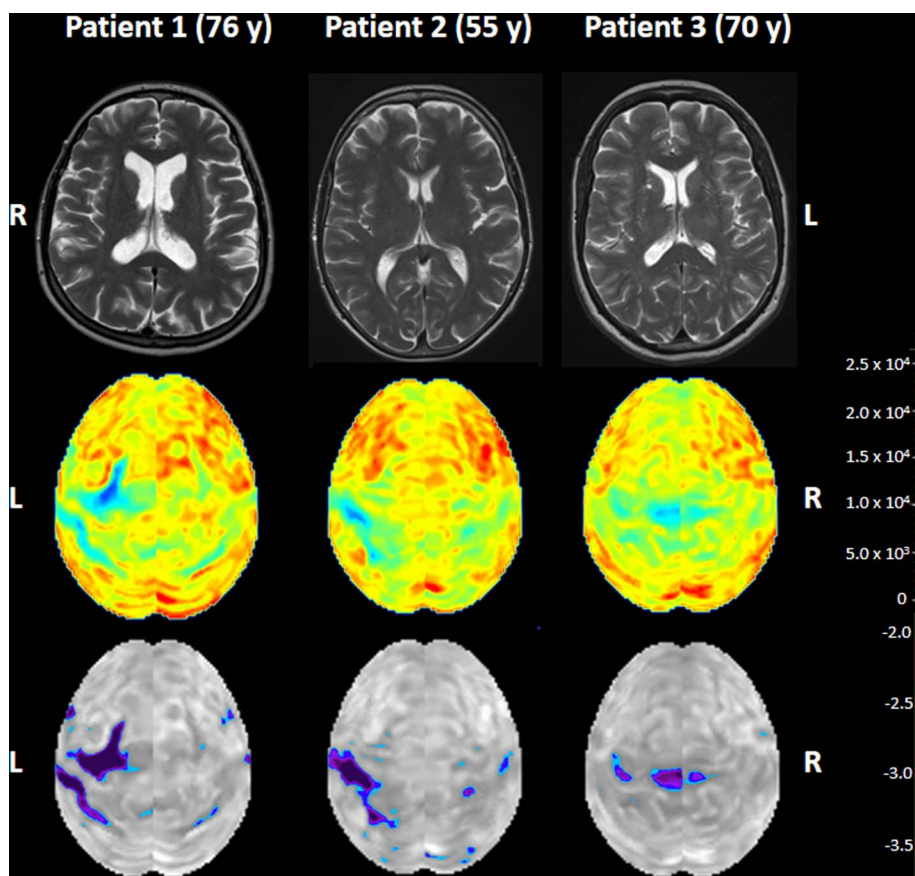 Patient 1 (76 y) Patient 2 (55 y) Patient 3 (70 y)
R L
2.5 x 10⁴
2.0 x 10⁴
1.5 x 10⁴
L 1.0 x 10⁴ R
5.0 x 10³
0
-2.0
-2.5
L R -3.0
-3.5